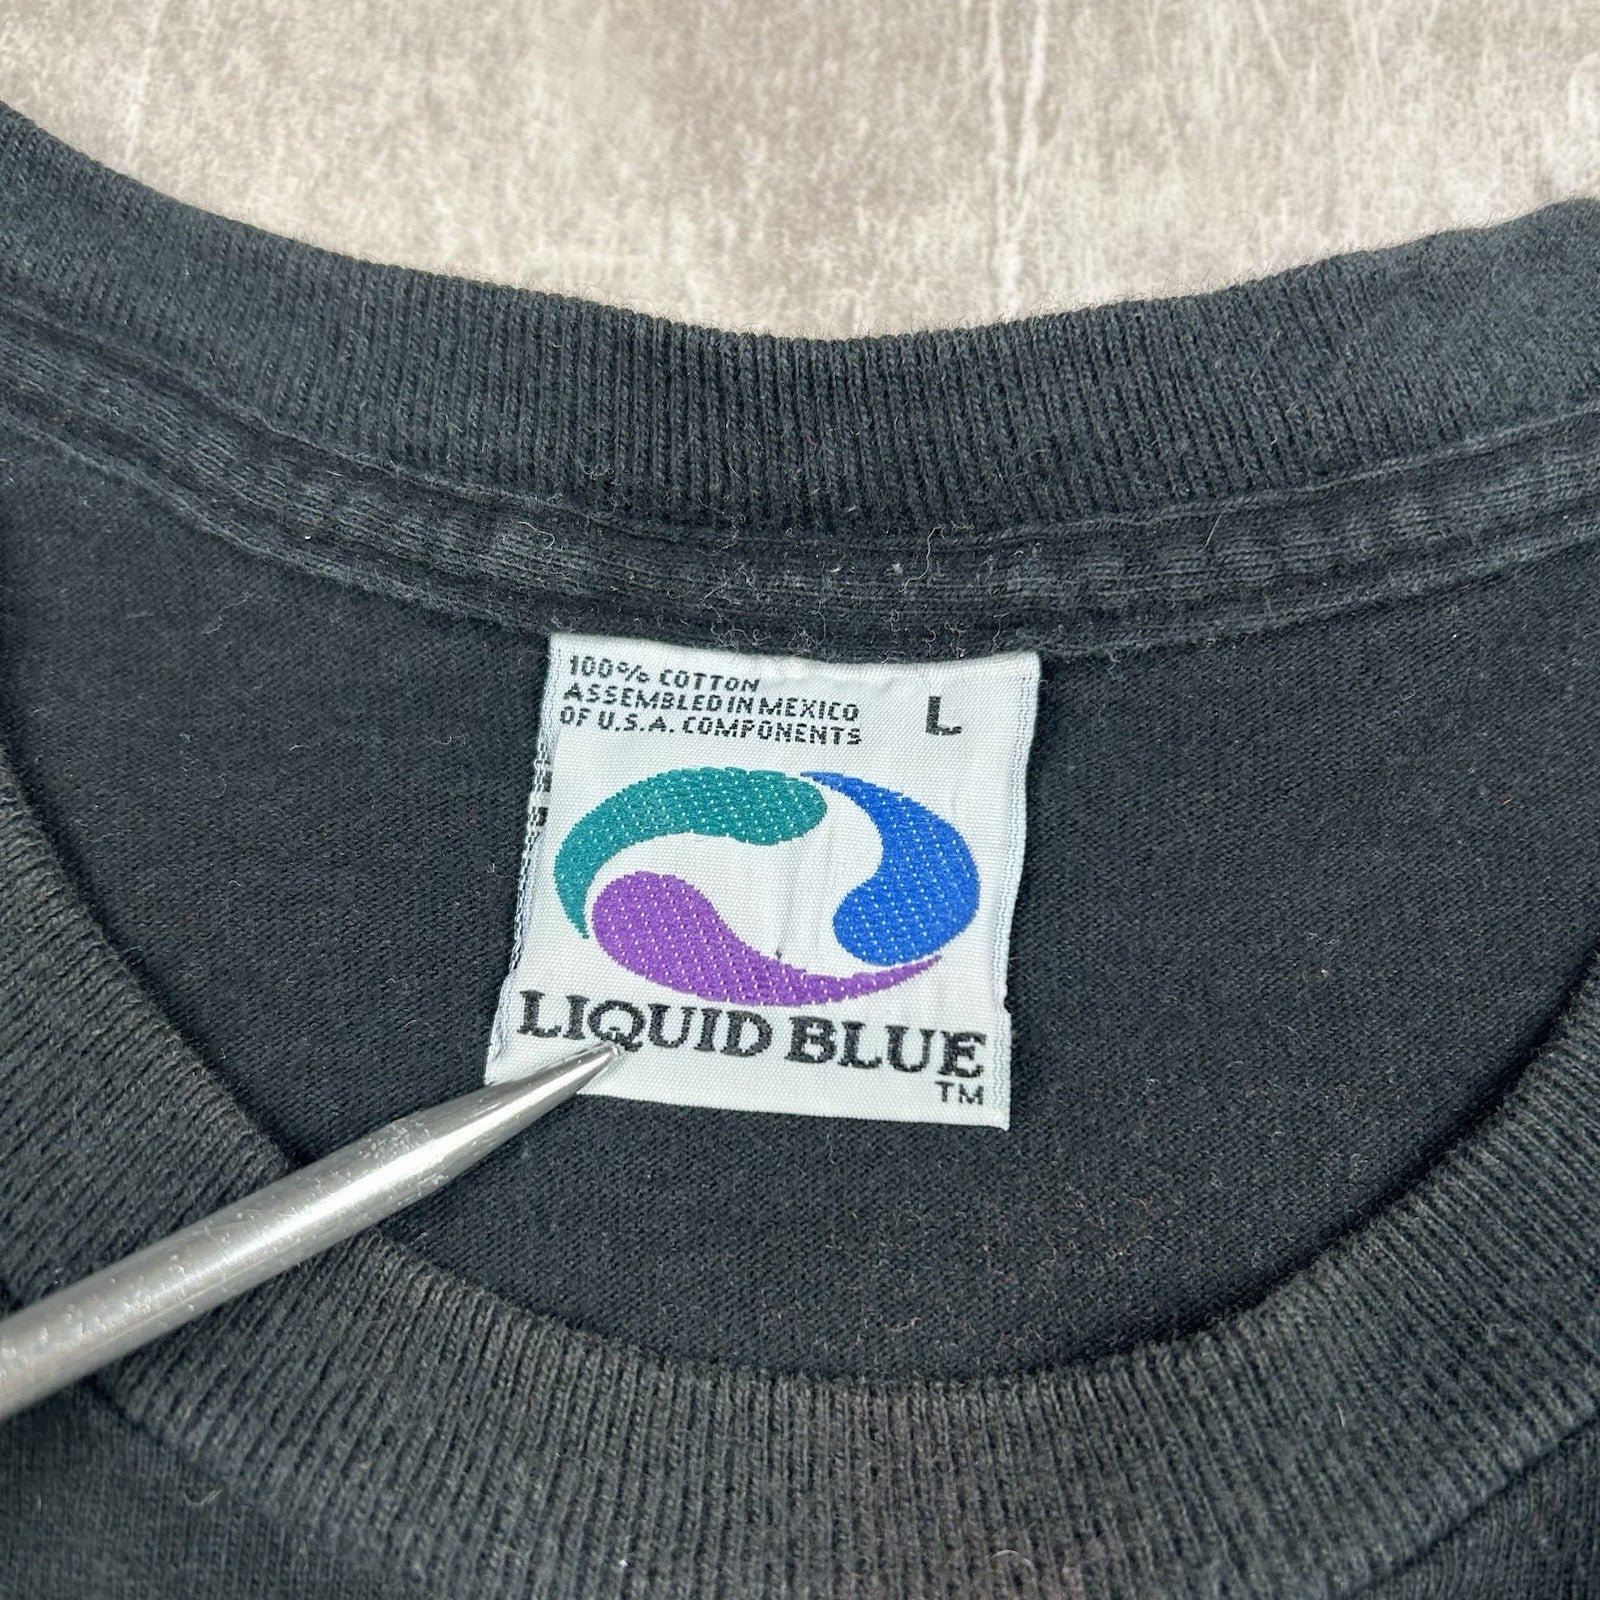 100% COTTON
ASSEMBLED IN MEXICO
OF U.S.A. COMPONENTS
L
LIQUID BLUE
TM